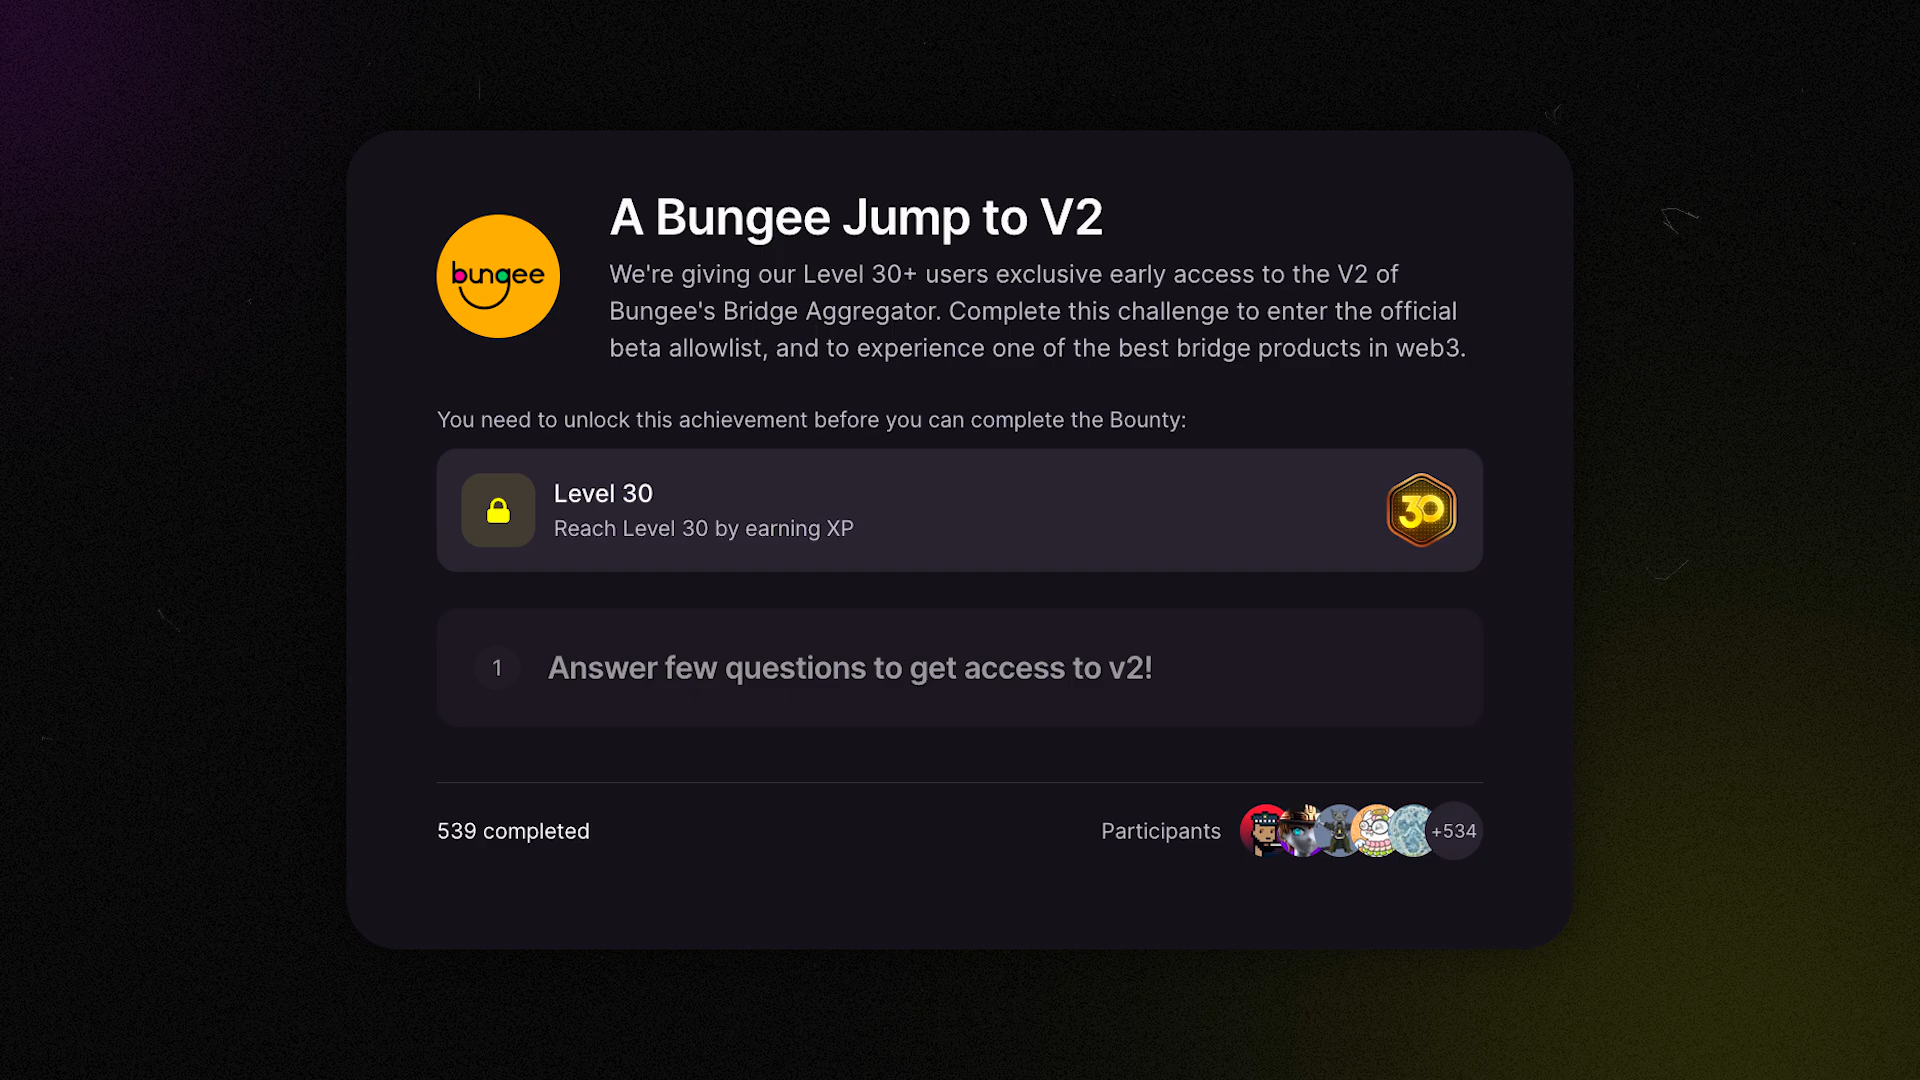 A Bungee Jump to V2
bungee
We're giving our Level 30+ users exclusive early access to the V2 of
Bungee's Bridge Aggregator. Complete this challenge to enter the official
beta allowlist, and to experience one of the best bridge products in web3.
You need to unlock this achievement before you can complete the Bounty:
Level 30
Reach Level 30 by earning XP
30
1
Answer few questions to get access to v2!
539 completed
Participants
+534